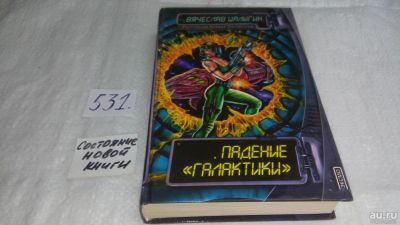 ВЯЧЕСЛАВ ШАЛЫГИН
531.
СОСТОЯНИЕ
НОВОЙ
КНИГИ
ПАДЕНИЕ
«ГАЛАКТИКИ»
au.ru